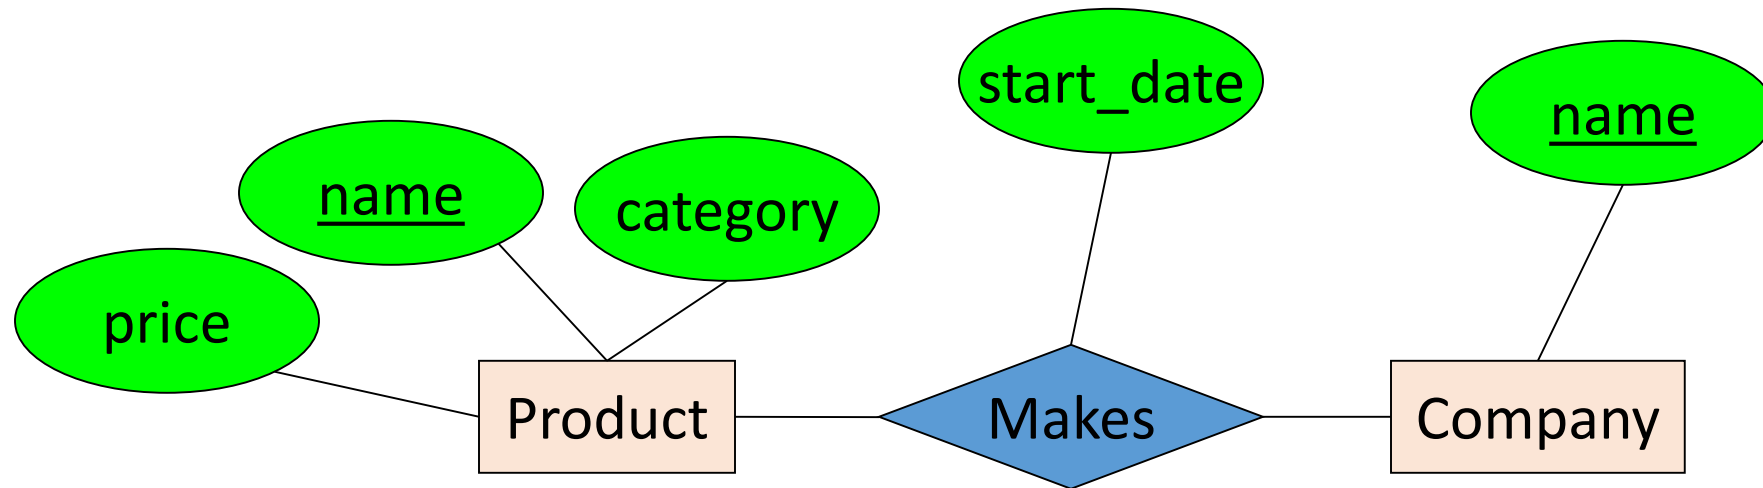 start_date
name
name
category
price
Product
Makes
Company